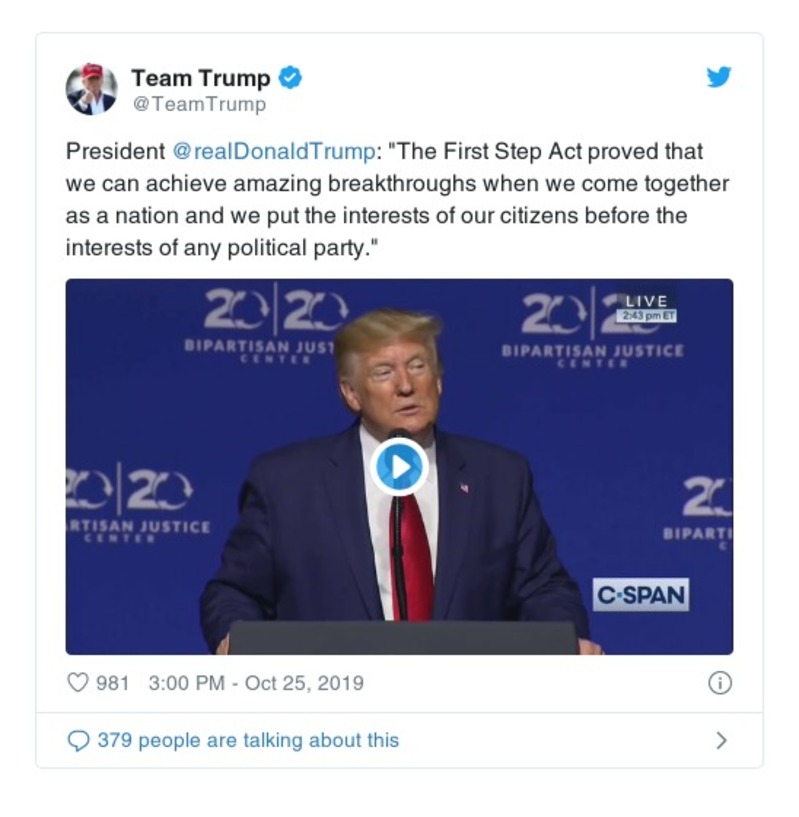 Team Trump
@TeamTrump
President @realDonaldTrump: "The First Step Act proved that
we can achieve amazing breakthroughs when we come together
as a nation and we put the interests of our citizens before the
interests of any political party."
20|20
BIPARTISAN JUST
CENTER
20|2
BIPARTISAN JUSTICE
CENTER
LIVE
2:43 pm ET
20|20
RTISAN JUSTICE
CENTER
2
BIPARTI
C
C-SPAN
981 3:00 PM - Oct 25, 2019
379 people are talking about this